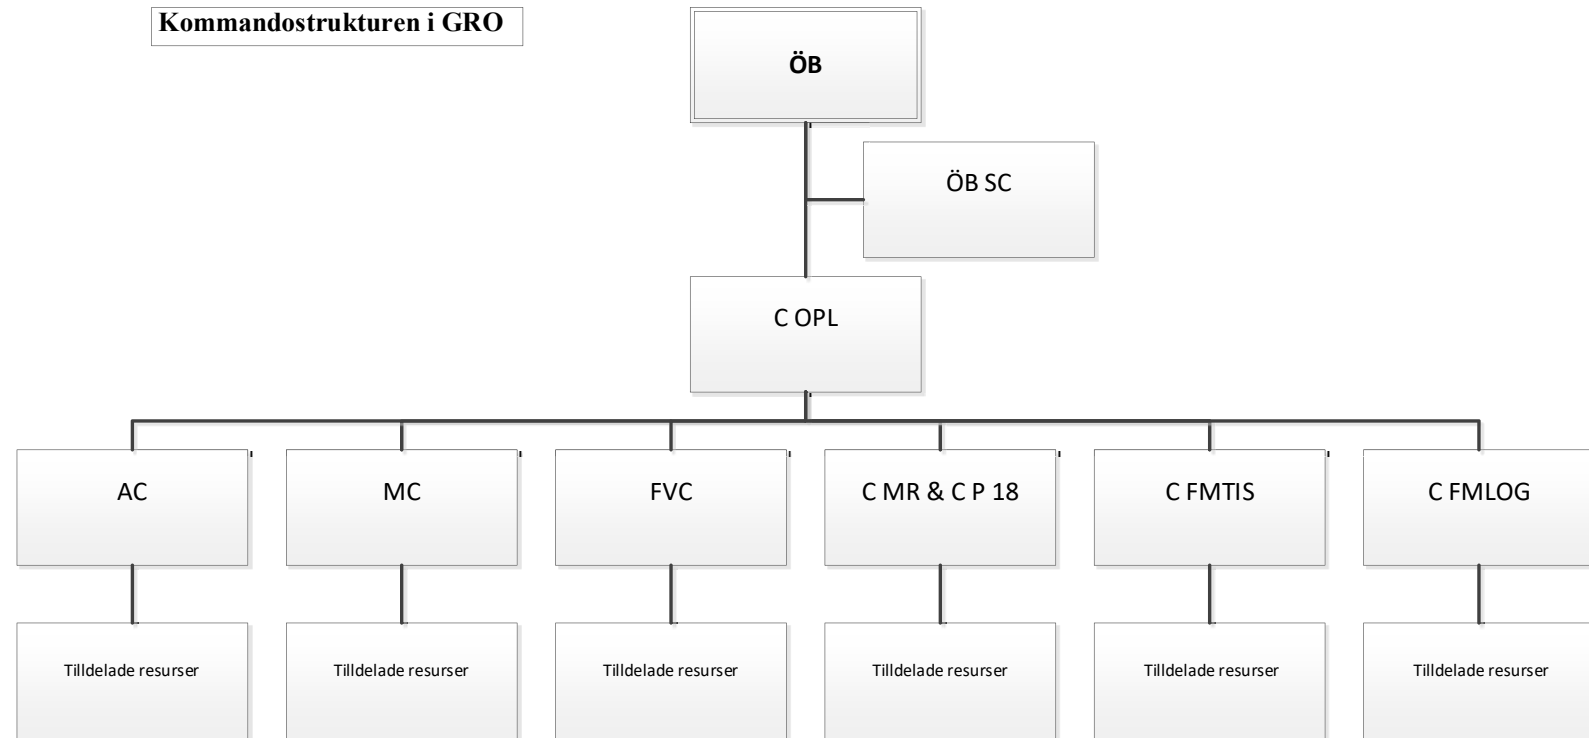 Kommandostrukturen i GRO
ÖB
ÖB SC
C OPL
AC
MC
FVC
C MR & C P 18
C FMTIS
C FMLOG
Tilldelade resurser
Tilldelade resurser
Tilldelade resurser
Tilldelade resurser
Tilldelade resurser
Tilldelade resurser